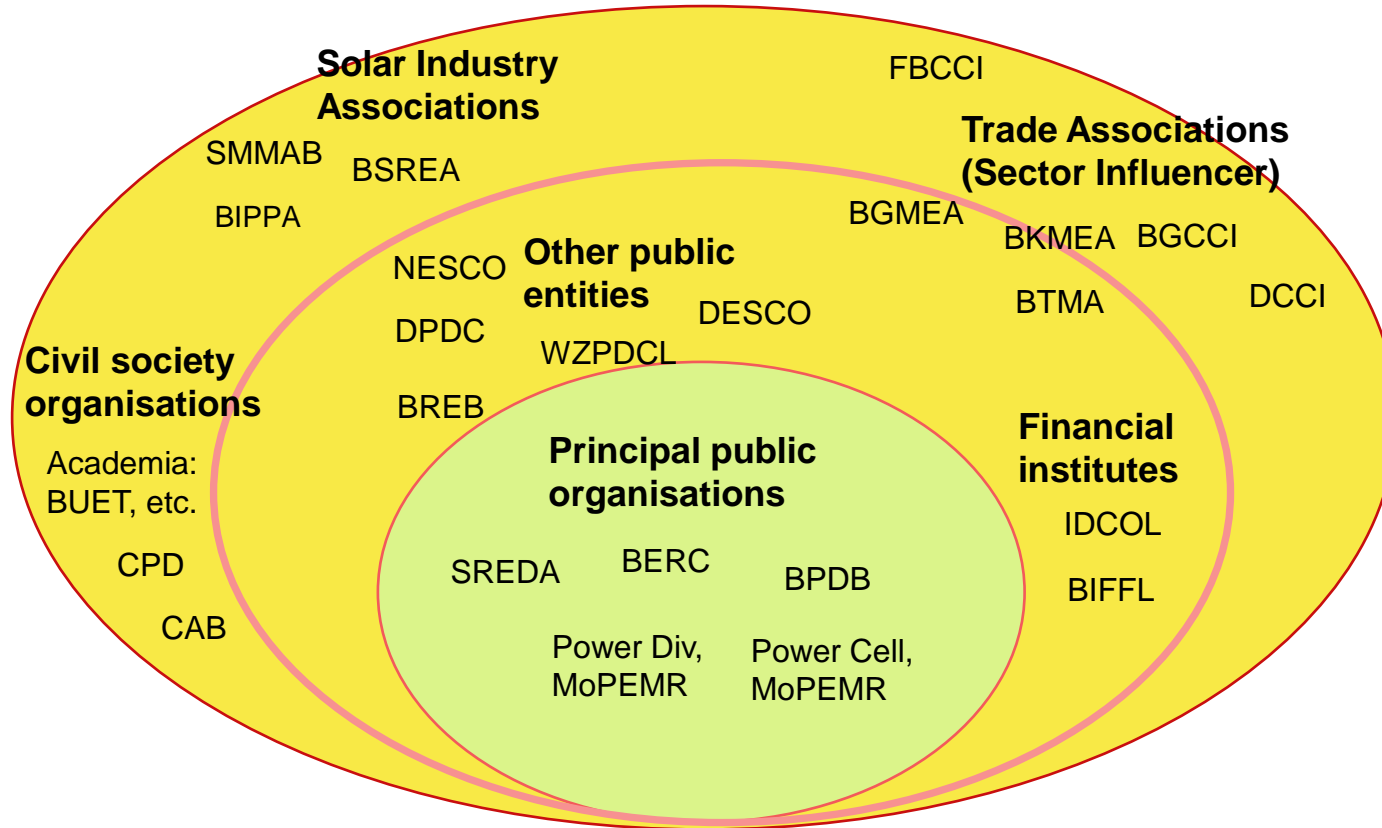 Solar Industry
Associations
SMMAB
BSREA
BIPPA
FBCCI
Trade Associations
(Sector Influencer)
BGMEA
BKMEA
BGCCI
BTMA
DCCI
Other public
entities
NESCO
DESCO
DPDC
WZPDCL
BREB
Civil society
organisations
Academia:
BUET, etc.
CPD
CAB
Financial
institutes
IDCOL
BIFFL
Principal public
organisations
SREDA
BERC
BPDB
Power Div,
MoPEMR
Power Cell,
MoPEMR